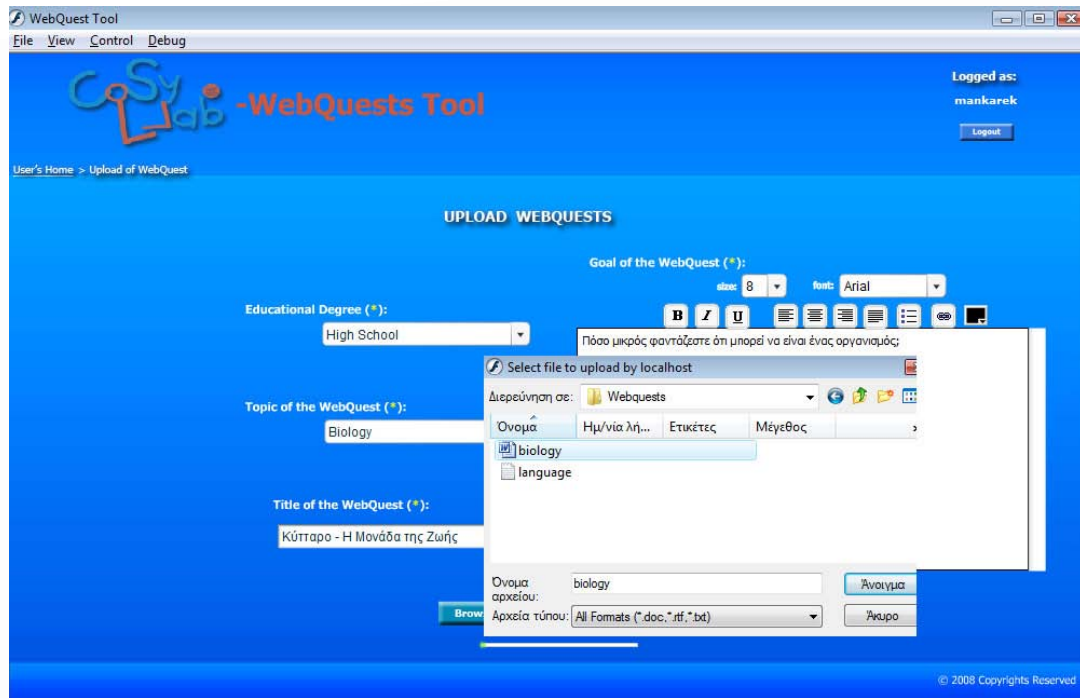 WebQuest Tool
File View Control Debug
CoSy Lab -WebQuests Tool
Logged as:
mankarek
Logout
User's Home > Upload of WebQuest
UPLOAD WEBQUESTS
Goal of the WebQuest (*):
size: 8 font: Arial
B I U
Educational Degree (*):
High School
Πόσο μικρός φαντάζεστε ότι μπορεί να είναι ένας οργανισμός;
Topic of the WebQuest (*):
Biology
Title of the WebQuest (*):
Κύτταρο - Η Μονάδα της Ζωής
Select file to upload by localhost
Διερεύνηση σε: Webquests
Όνομα Ημ/νία λή... Ετικέτες Μέγεθος
biology
language
Όνομα αρχείου: biology
Άνοιγμα
Αρχεία τύπου: All Formats (*.doc,*.rtf,*.txt)
Άκυρο
Brow
© 2008 Copyrights Reserved